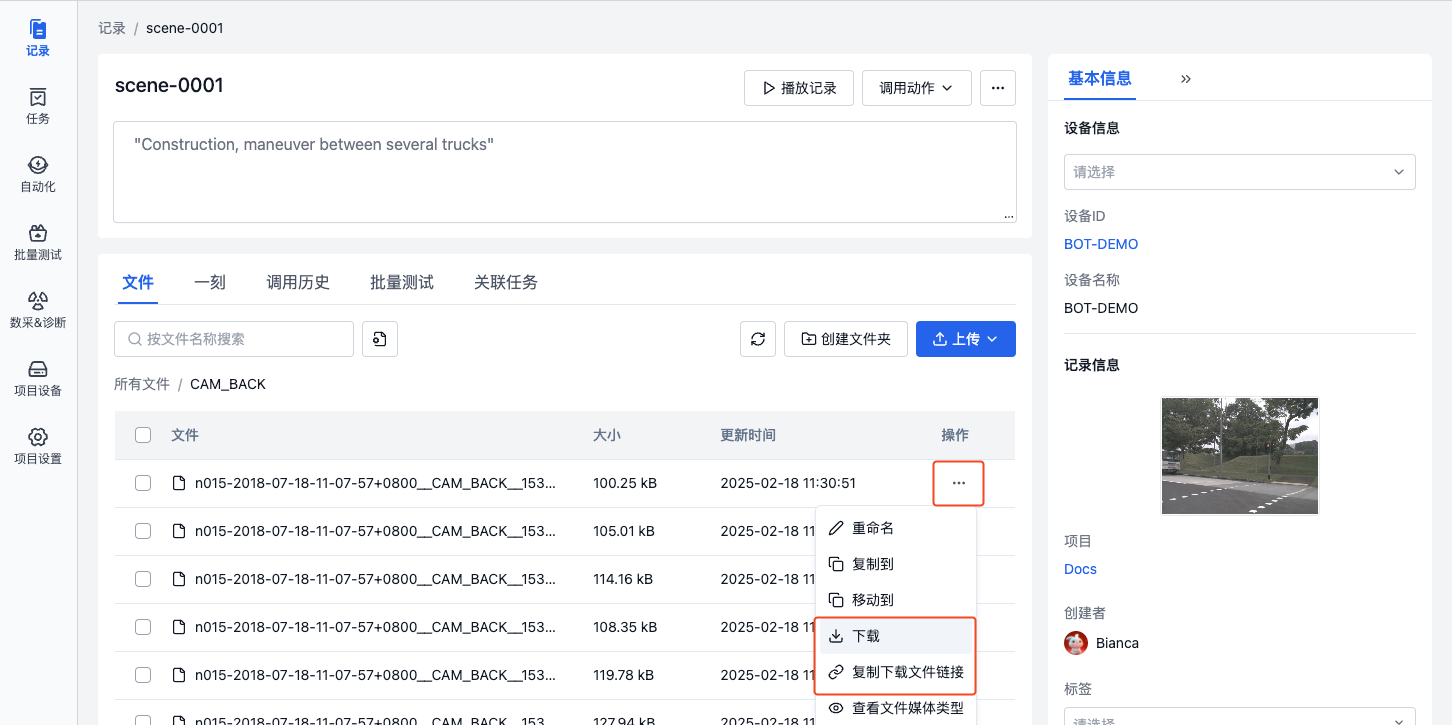 记录
任务
自动化
批量测试
数采&诊断
项目设备
项目设置
记录 / scene-0001
scene-0001
播放记录
调用动作
"Construction, maneuver between several trucks"
文件 一刻 调用历史 批量测试 关联任务
按文件名称搜索
创建文件夹
上传
所有文件 / CAM_BACK
文件 大小 更新时间 操作
n015-2018-07-18-11-07-57+0800__CAM_BACK__153... 100.25 kB 2025-02-18 11:30:51
n015-2018-07-18-11-07-57+0800__CAM_BACK__153... 105.01 kB 2025-02-18 11
n015-2018-07-18-11-07-57+0800__CAM_BACK__153... 114.16 kB 2025-02-18 11
n015-2018-07-18-11-07-57+0800__CAM_BACK__153... 108.35 kB 2025-02-18 11
n015-2018-07-18-11-07-57+0800__CAM_BACK__153... 119.78 kB 2025-02-18 11
n015-2018-07-18-11-07-57+0800__CAM_BACK__153... 127.94 kB 2025-02-18 11
重命名
复制到
移动到
下载
复制下载文件链接
查看文件媒体类型
基本信息
设备信息
请选择
设备ID
BOT-DEMO
设备名称
BOT-DEMO
记录信息
项目
Docs
创建者
Bianca
标签
请选择